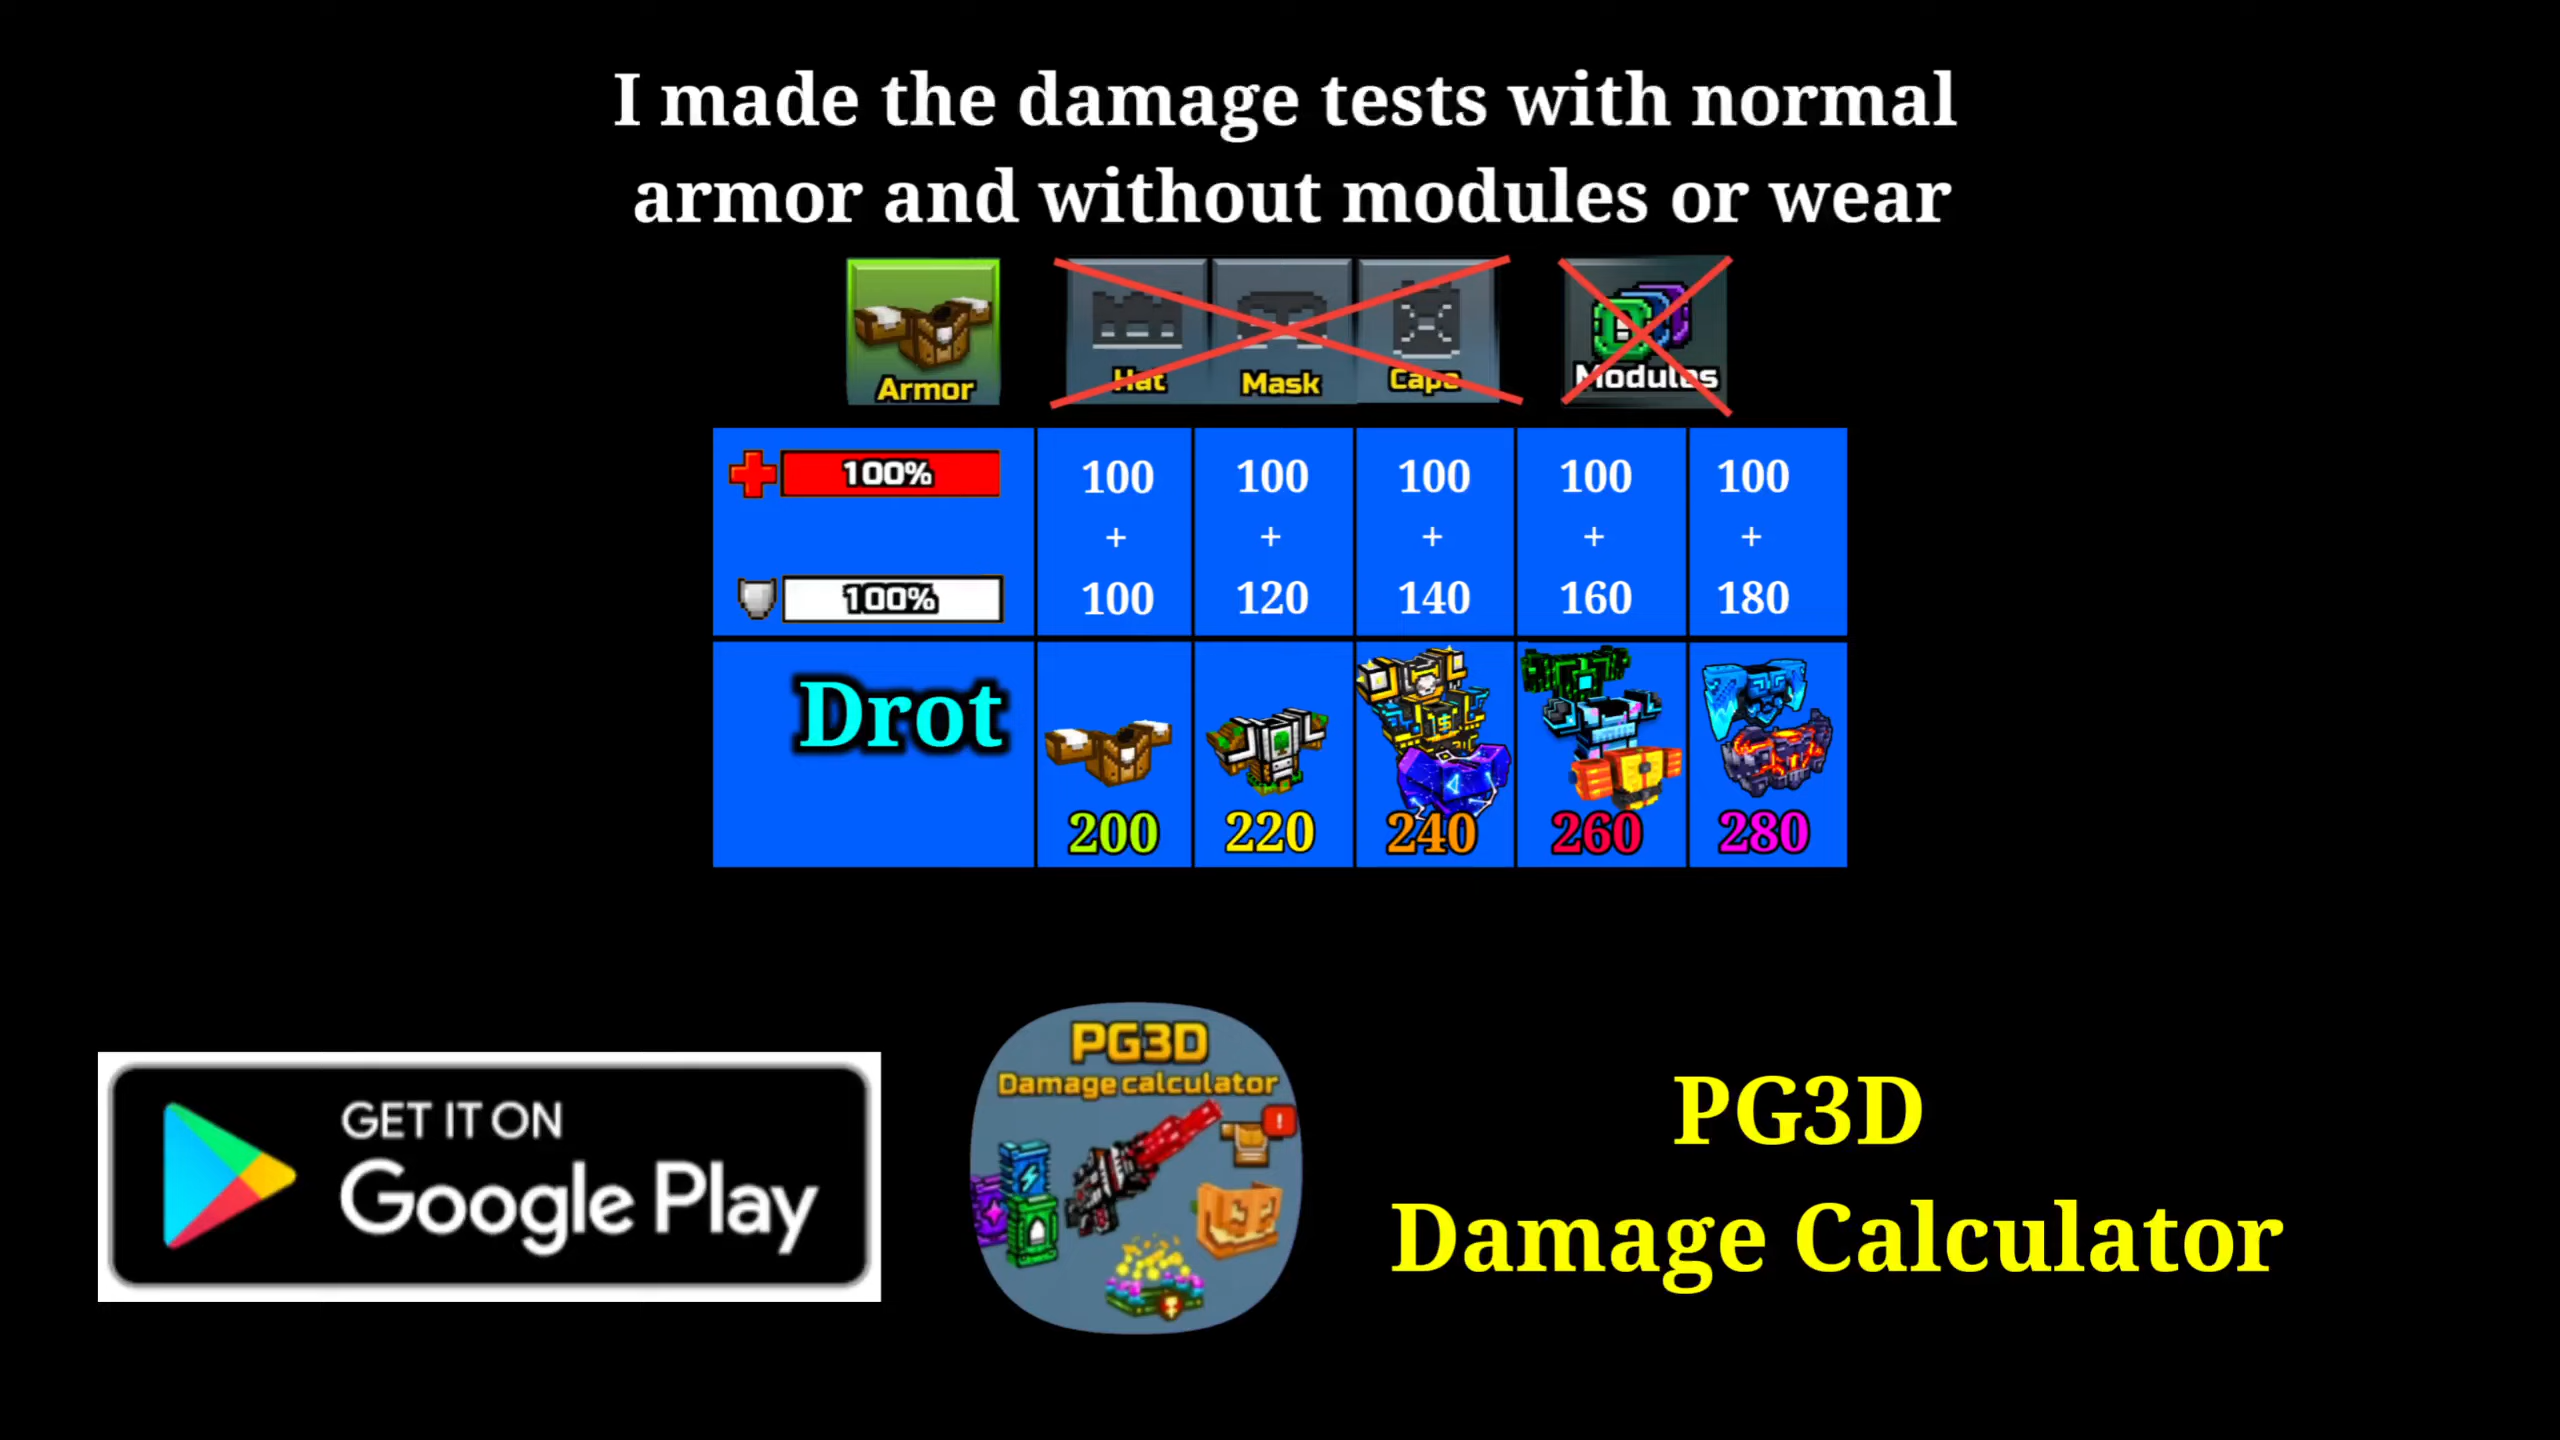 I made the damage tests with normal
armor and without modules or wear
Armor
Hat Mask Cape
Modules
100% 100 100 100 100 100
+ + + + +
100% 100 120 140 160 180
Drot
200 220 240 260 280
GET IT ON
Google Play
PG3D
Damage calculator
!
PG3D
Damage Calculator